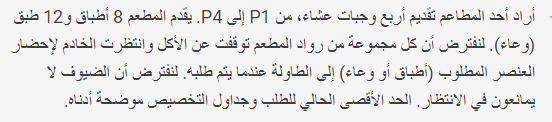 أراد أحد المطاعم تقديم أربع وجبات عشاء، من P1 إلى P4. يقدم المطعم 8 أطباق و12 طبق
(وعاء). لنفترض أن كل مجموعة من رواد المطعم توقفت عن الأكل وانتظرت الخادم لإحضار
العنصر المطلوب (أطباق أو وعاء) إلى الطاولة عندما يتم طلبه. لنفترض أن الضيوف لا
يمانعون في الانتظار. الحد الأقصى الحالي للطلب وجداول التخصيص موضحة أدناه.